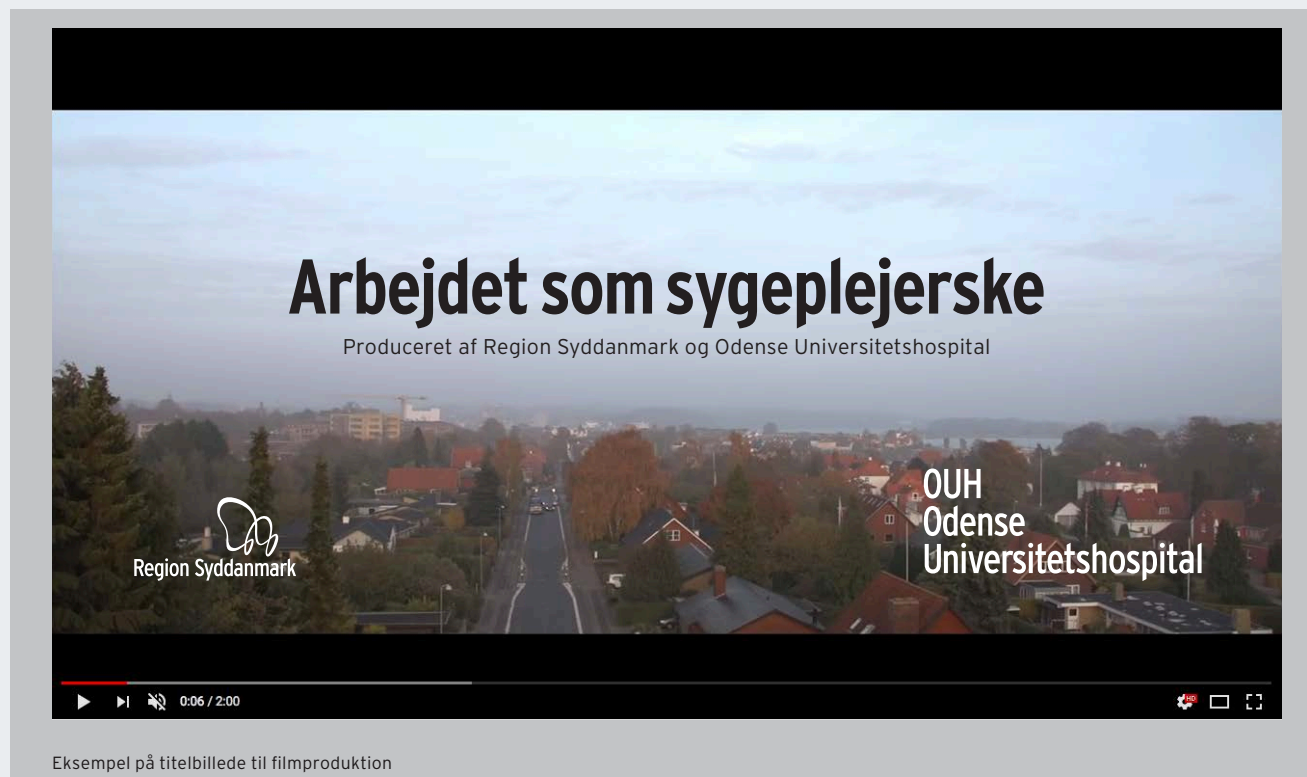 Arbejdet som sygeplejerske
Produceret af Region Syddanmark og Odense Universitetshospital
Region Syddanmark
OUH
Odense
Universitetshospital
0:06 / 2:00
HD
Eksempel på titelbillede til filmproduktion